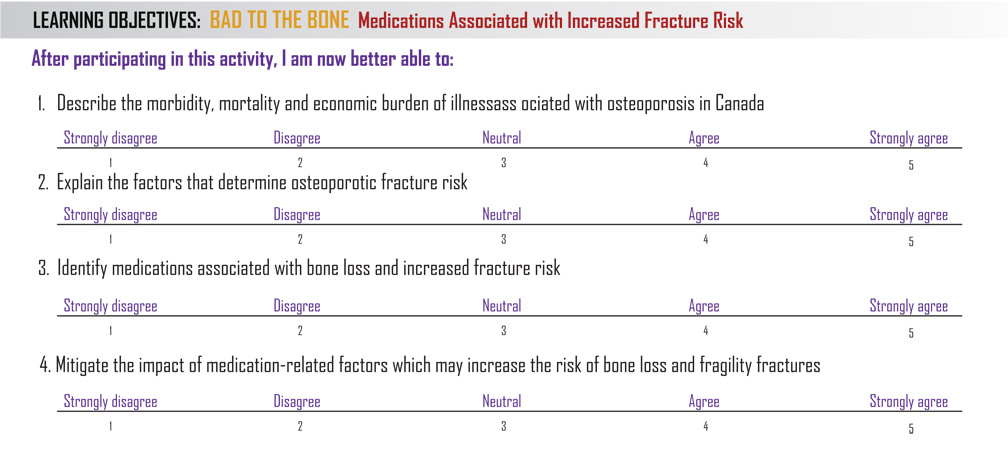 LEARNING OBJECTIVES: BAD TO THE BONE Medications Associated with Increased Fracture Risk
After participating in this activity, I am now better able to:
1. Describe the morbidity, mortality and economic burden of illnessass ociated with osteoporosis in Canada
Strongly disagree Disagree Neutral Agree Strongly agree
1 2 3 4 5
2. Explain the factors that determine osteoporotic fracture risk
Strongly disagree Disagree Neutral Agree Strongly agree
1 2 3 4 5
3. Identify medications associated with bone loss and increased fracture risk
Strongly disagree Disagree Neutral Agree Strongly agree
1 2 3 4 5
4. Mitigate the impact of medication-related factors which may increase the risk of bone loss and fragility fractures
Strongly disagree Disagree Neutral Agree Strongly agree
1 2 3 4 5